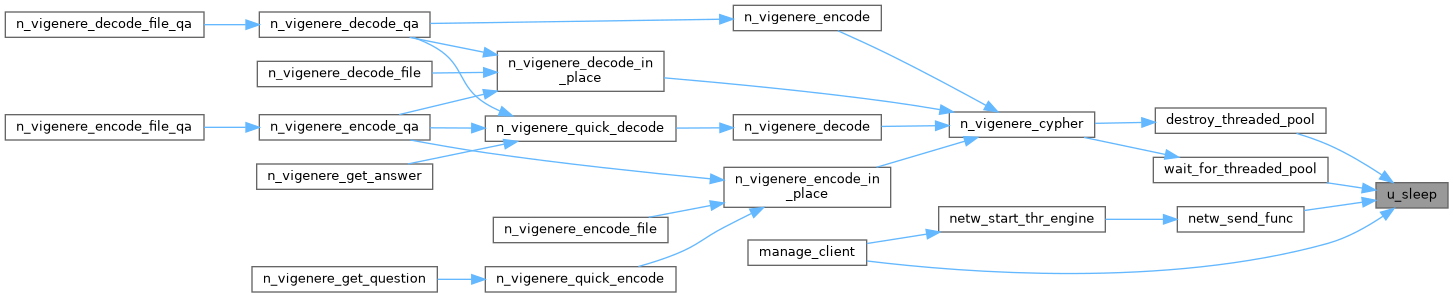 n_vigenere_decode_file_qa
n_vigenere_decode_qa
n_vigenere_encode
n_vigenere_decode_file
n_vigenere_decode_in
_place
n_vigenere_encode_file_qa
n_vigenere_encode_qa
n_vigenere_quick_decode
n_vigenere_decode
n_vigenere_cypher
destroy_threaded_pool
wait_for_threaded_pool
n_vigenere_get_answer
n_vigenere_encode_in
_place
u_sleep
n_vigenere_encode_file
netw_start_thr_engine
netw_send_func
manage_client
n_vigenere_get_question
n_vigenere_quick_encode